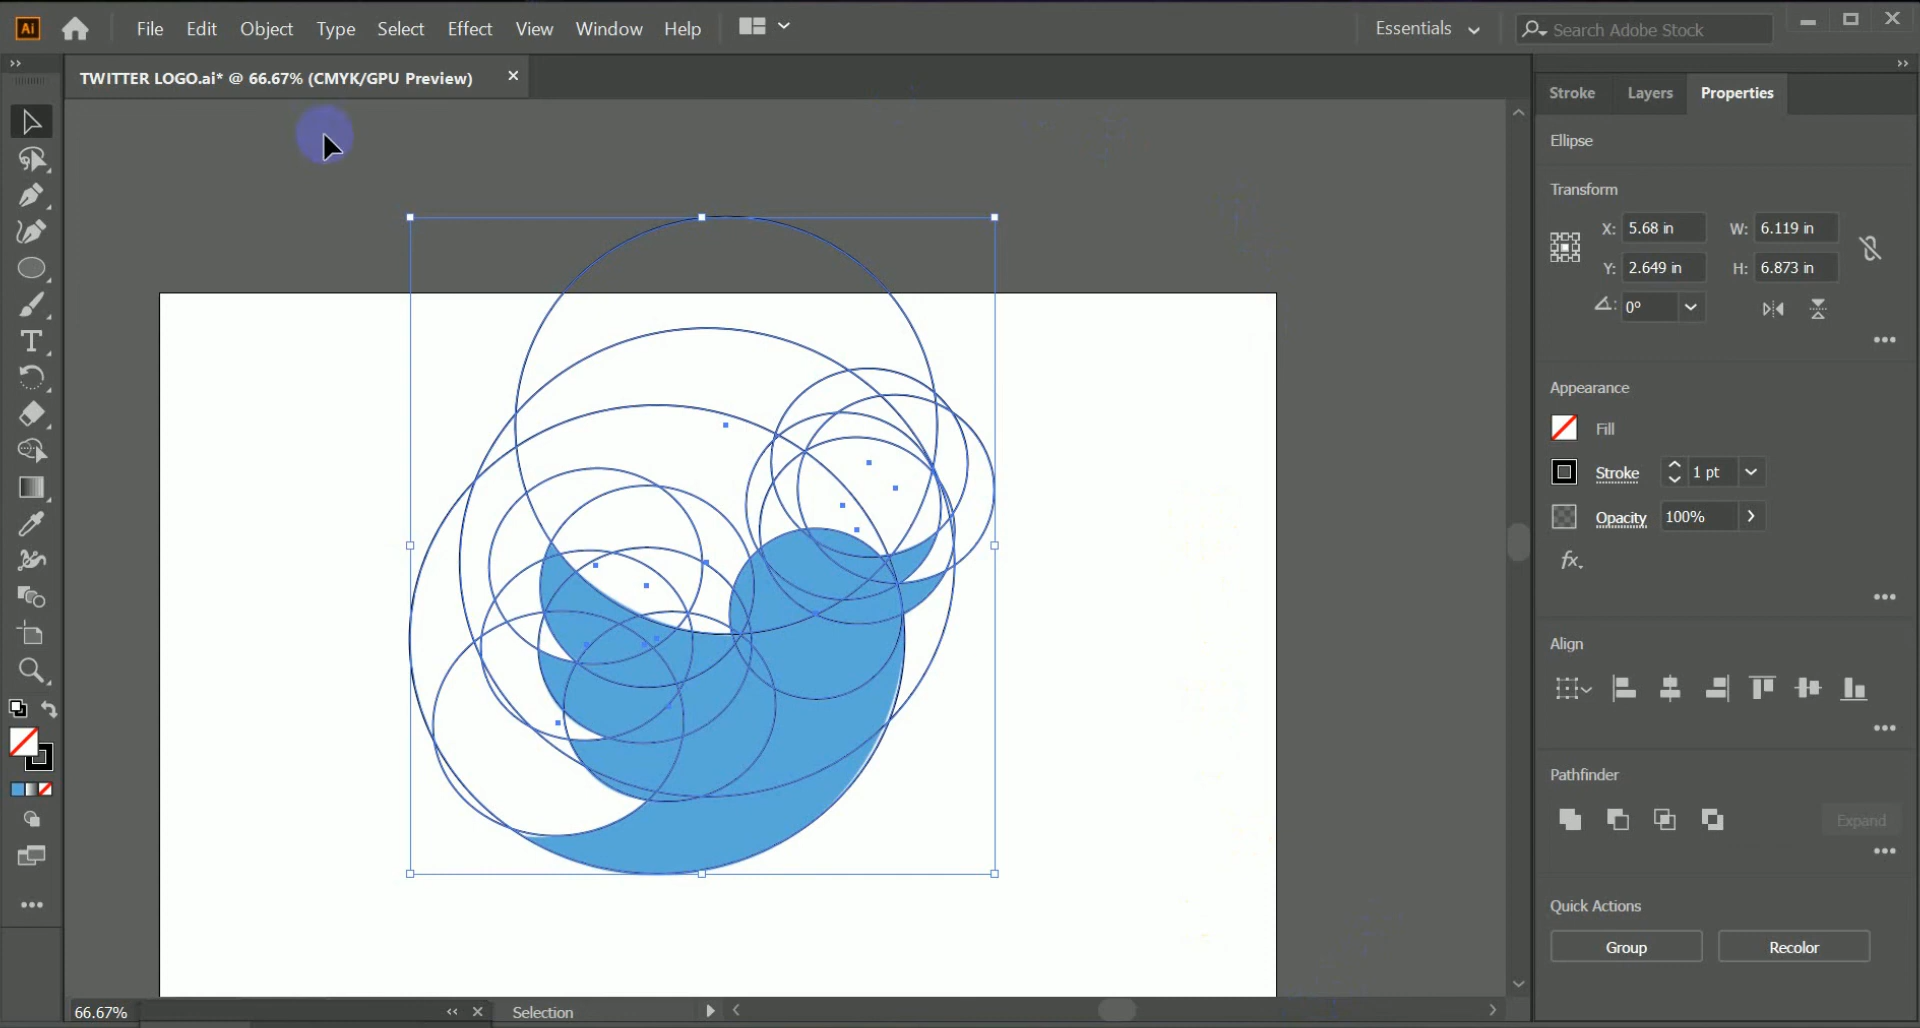 Ai File Edit Object Type Select Effect View Window Help Essentials Search Adobe Stock
TWITTER LOGO.ai* @ 66.67% (CMYK/GPU Preview)
Stroke Layers Properties
Ellipse
Transform
X: 5.68 in W: 6.119 in
Y: 2.649 in H: 6.873 in
0°
Appearance
Fill
Stroke 1 pt
Opacity 100%
fx.
Align
Pathfinder
Expand
Quick Actions
Group Recolor
66.67% Selection